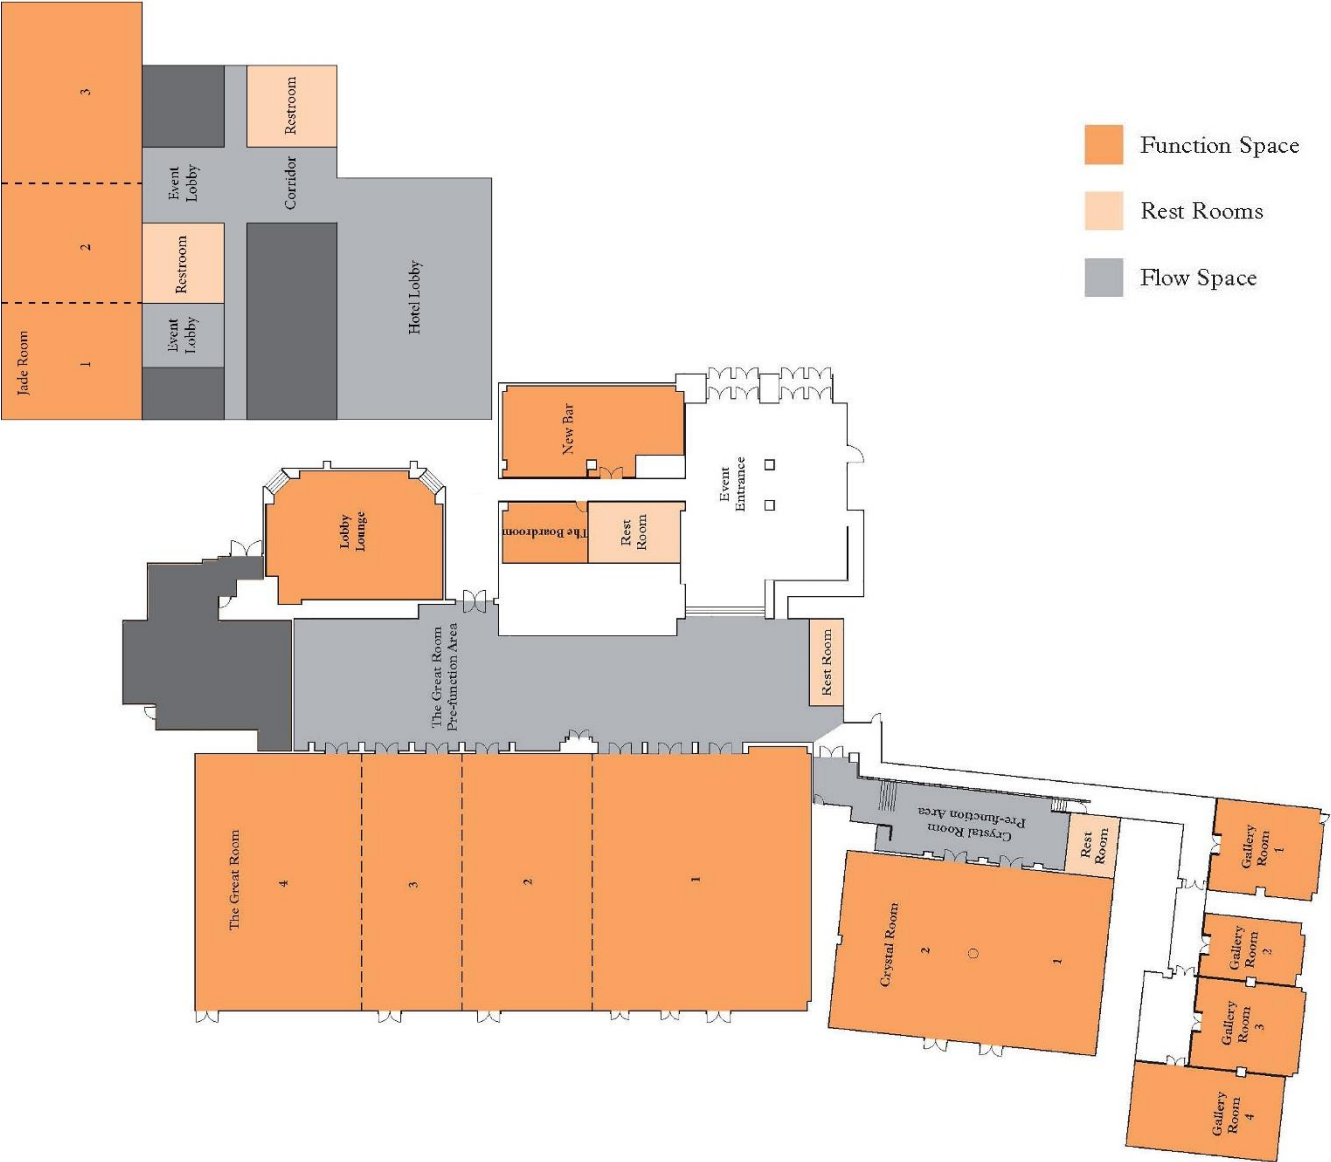 3
Restroom
Event
Lobby
Corridor
2
Restroom
Hotel Lobby
Event
Lobby
Jade Room
1
Function Space
Rest Rooms
Flow Space
New Bar
Event
Entrance
Lobby
Lounge
The Boardroom
Rest
Room
The Great Room
Pre-function Area
Rest Room
The Great Room
4
3
2
1
Crystal Room
Pre-function Area
Rest
Room
Crystal Room
2
1
Gallery
Room
1
Gallery
Room
2
Gallery
Room
3
Gallery
Room
4